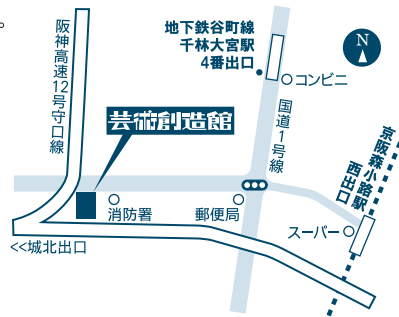 。
地下鉄谷町線
千林大宮駅
4番出口
N
コンビニ
阪神高速12号守口線
芸術創造館
国道1号線
京阪森小路駅
西出口
消防署
郵便局
スーパー
<<城北出口